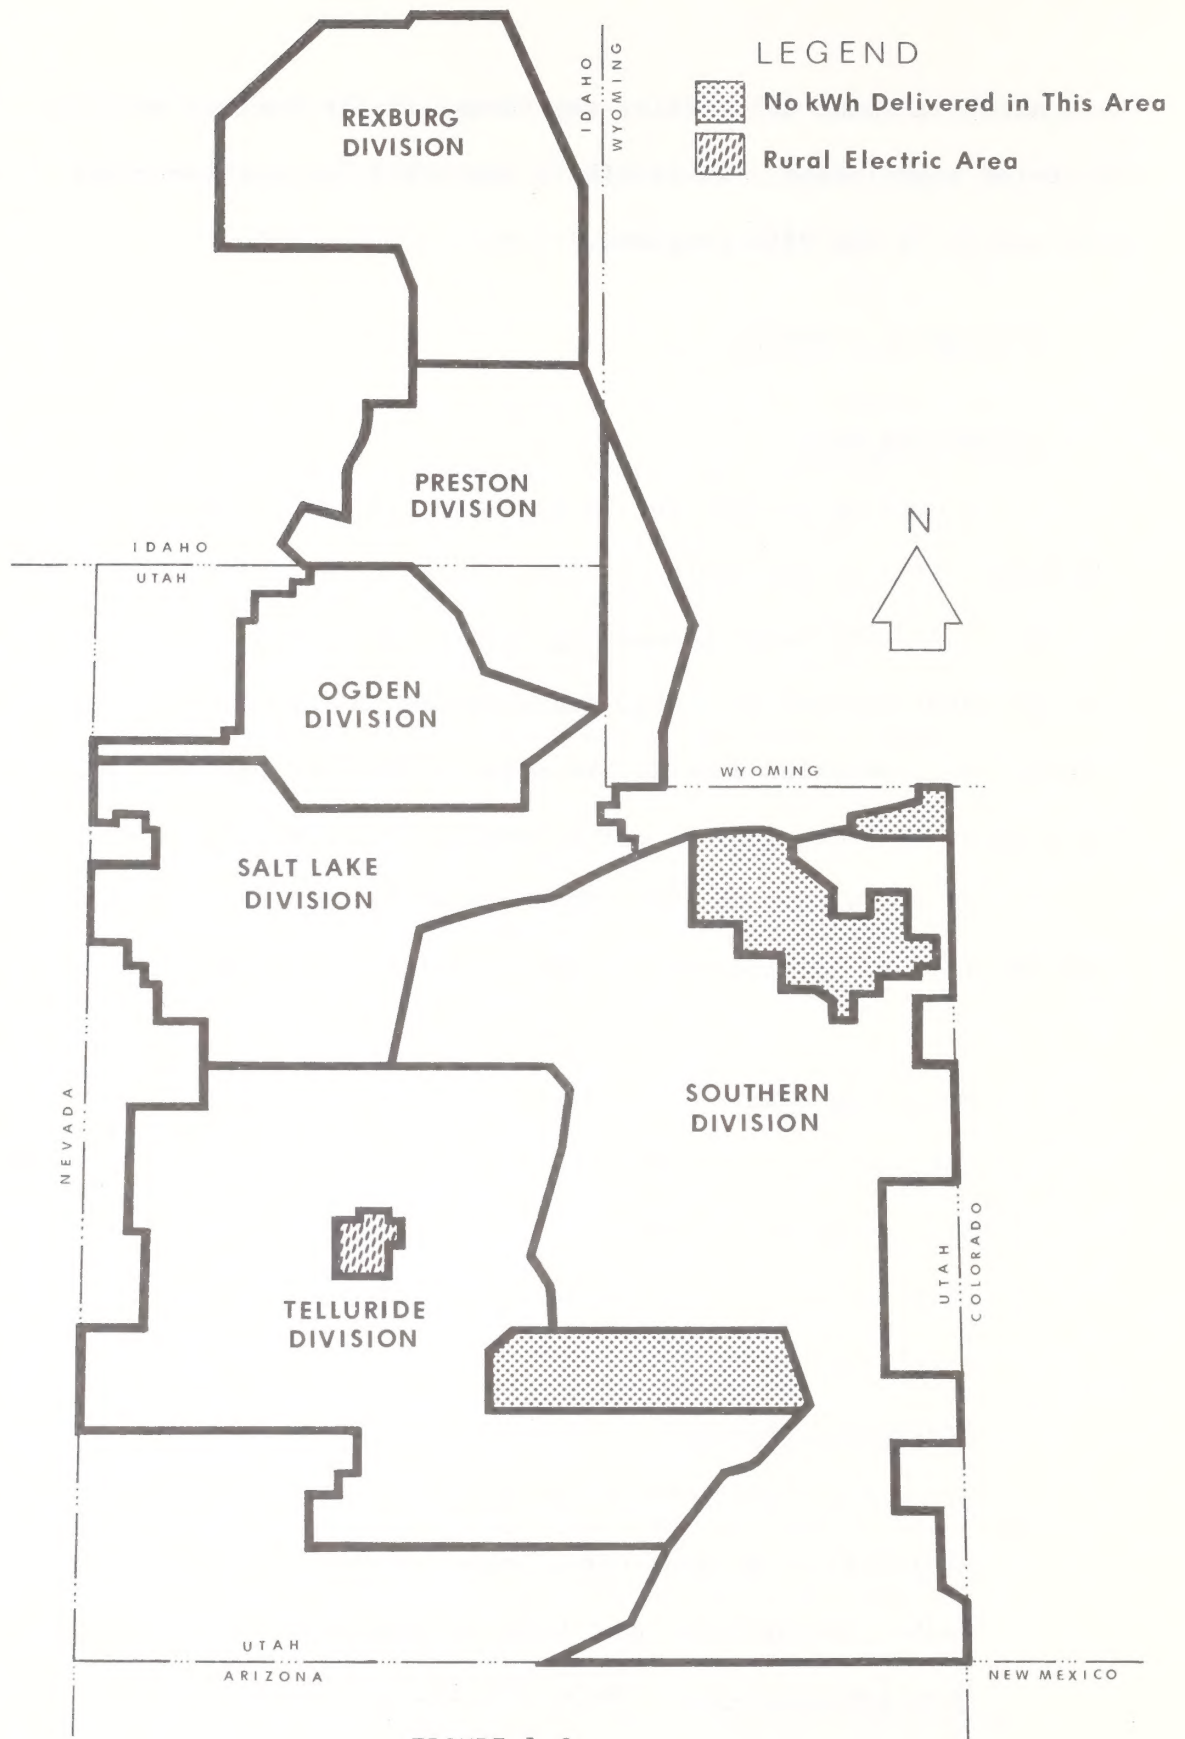 LEGEND
No kWh Delivered in This Area
Rural Electric Area
IDAHO
WYOMING
REXBURG
DIVISION
PRESTON
DIVISION
N
IDAHO
UTAH
OGDEN
DIVISION
WYOMING
SALT LAKE
DIVISION
SOUTHERN
DIVISION
NEVADA
UTAH
COLORADO
TELLURIDE
DIVISION
UTAH
ARIZONA
NEW MEXICO